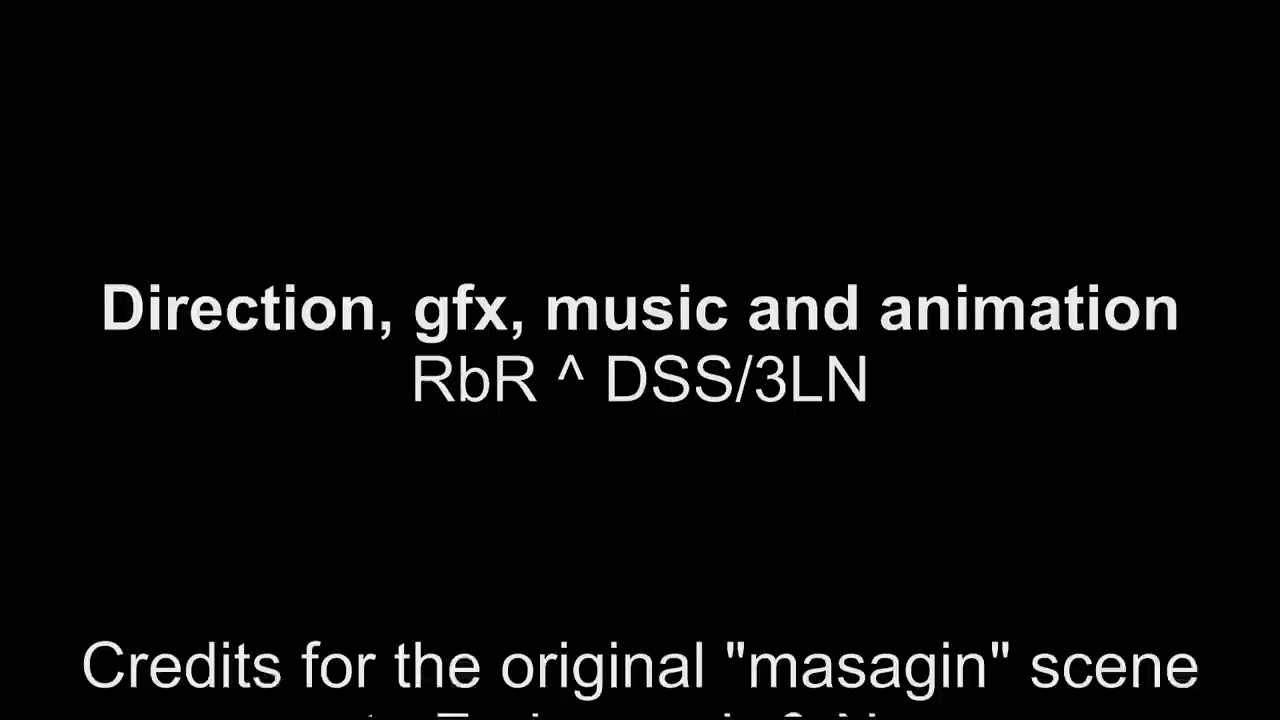 Direction, gfx, music and animation
RbR ^ DSS/3LN
Credits for the original "masagin" scene